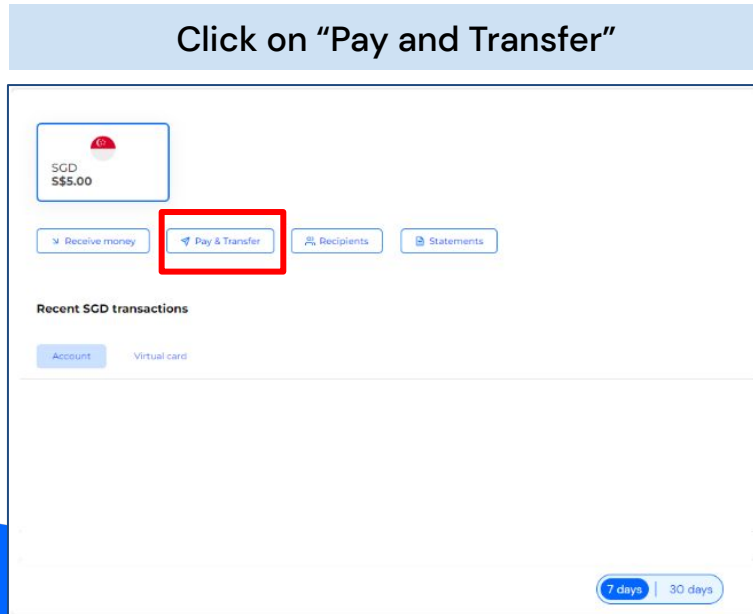 Click on “Pay and Transfer”
SGD
S$5.00
Receive money
Pay & Transfer
Recipients
Statements
Recent SGD transactions
Account
Virtual card
7 days | 30 days